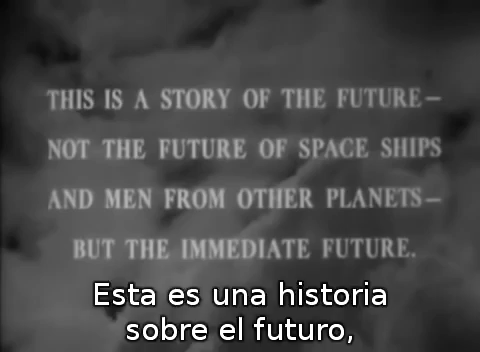 THIS IS A STORY OF THE FUTURE—
NOT THE FUTURE OF SPACE SHIPS
AND MEN FROM OTHER PLANETS—
BUT THE IMMEDIATE FUTURE.
Esta es una historia
sobre el futuro,